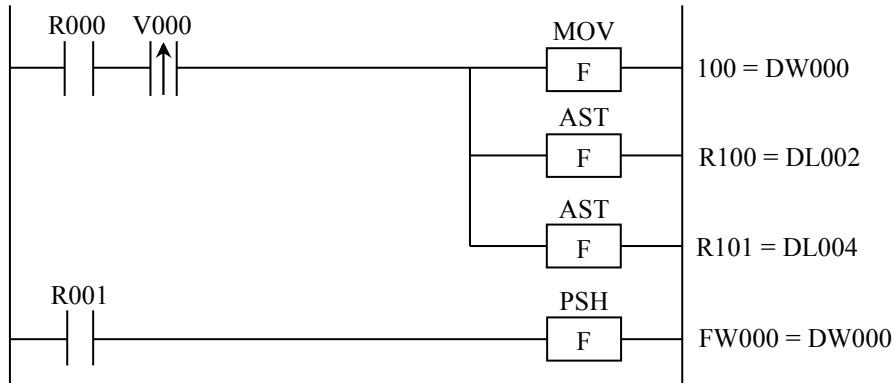 R000 V000 MOV
F 100 = DW000
AST
F R100 = DL002
AST
F R101 = DL004
R001 PSH
F FW000 = DW000